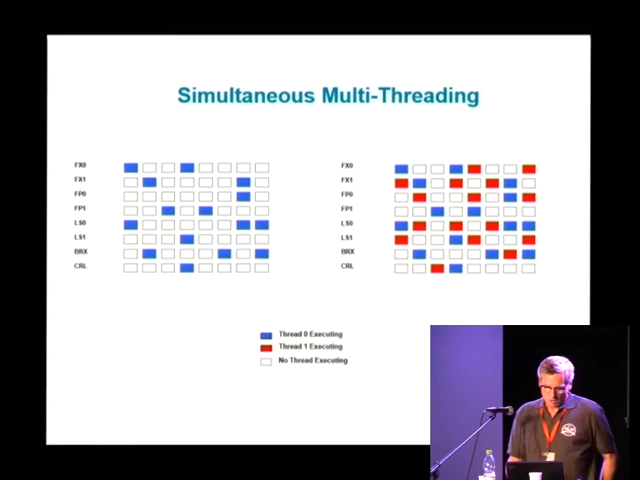 Simultaneous Multi-Threading
FX0
FX1
FP0
FP1
LS0
LS1
BRX
CRL
FX0
FX1
FP0
FP1
LS0
LS1
BRX
CRL
Thread 0 Executing
Thread 1 Executing
No Thread Executing